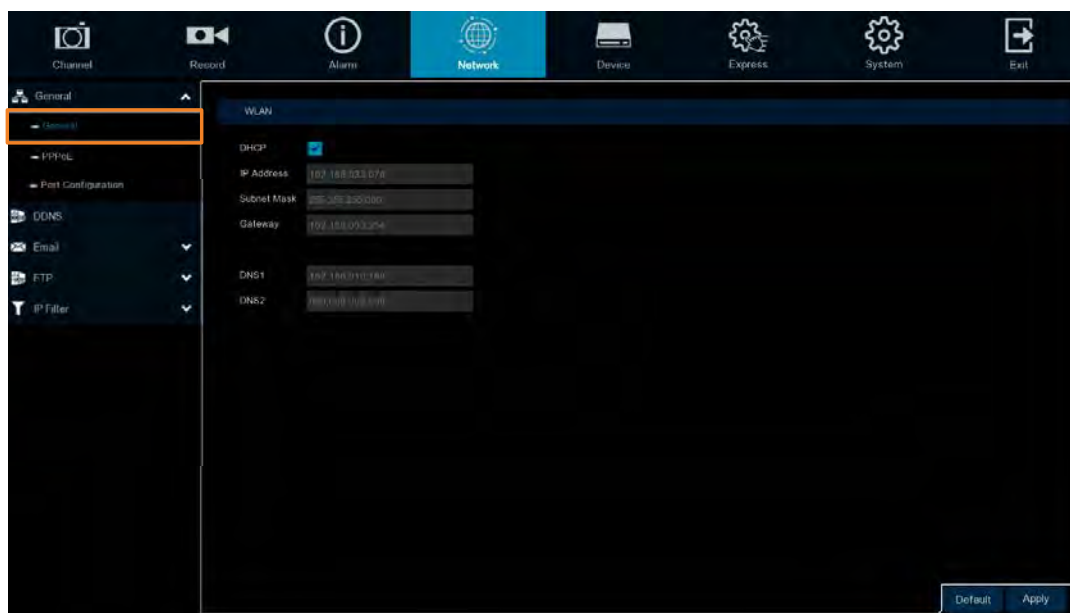 Channel Record Alarm Network Device Express System Exit
General
General
PPPoE
Port Configuration
DDNS
Email
FTP
IP Filter
WLAN
DHCP
IP Address
Subnet Mask
Gateway
DNS1
DNS2
Default Apply